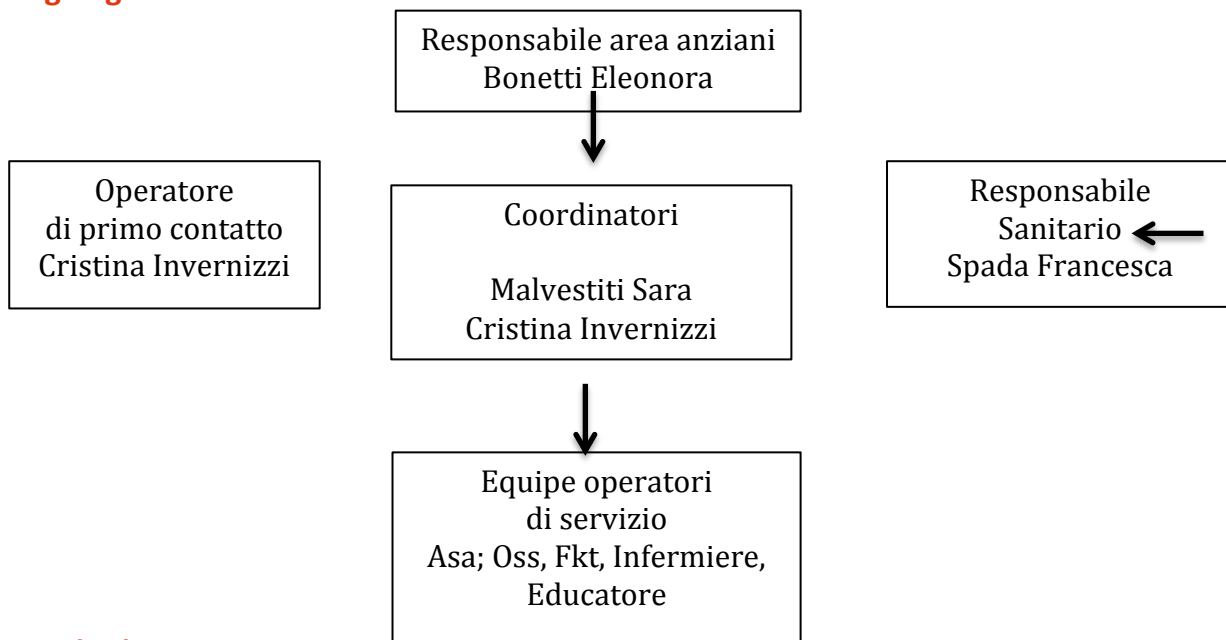 Responsabile area anziani
Bonetti Eleonora
Operatore
di primo contatto
Cristina Invernizzi
Coordinatori
Malvestiti Sara
Cristina Invernizzi
Responsabile
Sanitario
Spada Francesca
Equipe operatori
di servizio
Asa; Oss, Fkt, Infermiere,
Educatore